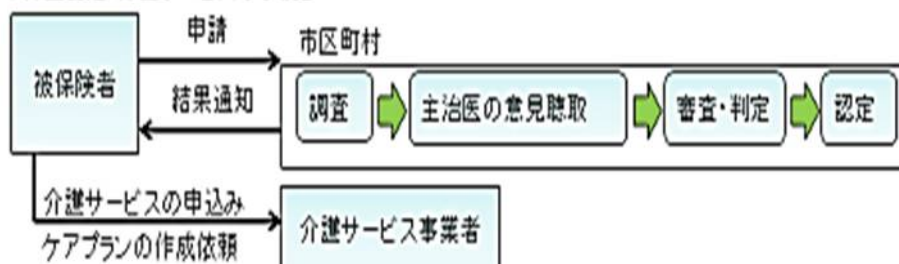 申請
市区町村
被保険者
結果通知
調査
主治医の意見聴取
審査・判定
認定
介護サービスの申込み
ケアプランの作成依頼
介護サービス事業者